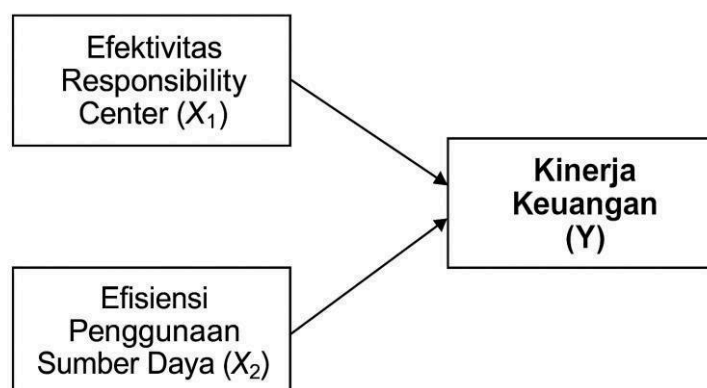 Efektivitas
Responsibility
Center (X₁)
Kinerja
Keuangan
(Y)
Efisiensi
Penggunaan
Sumber Daya (X₂)